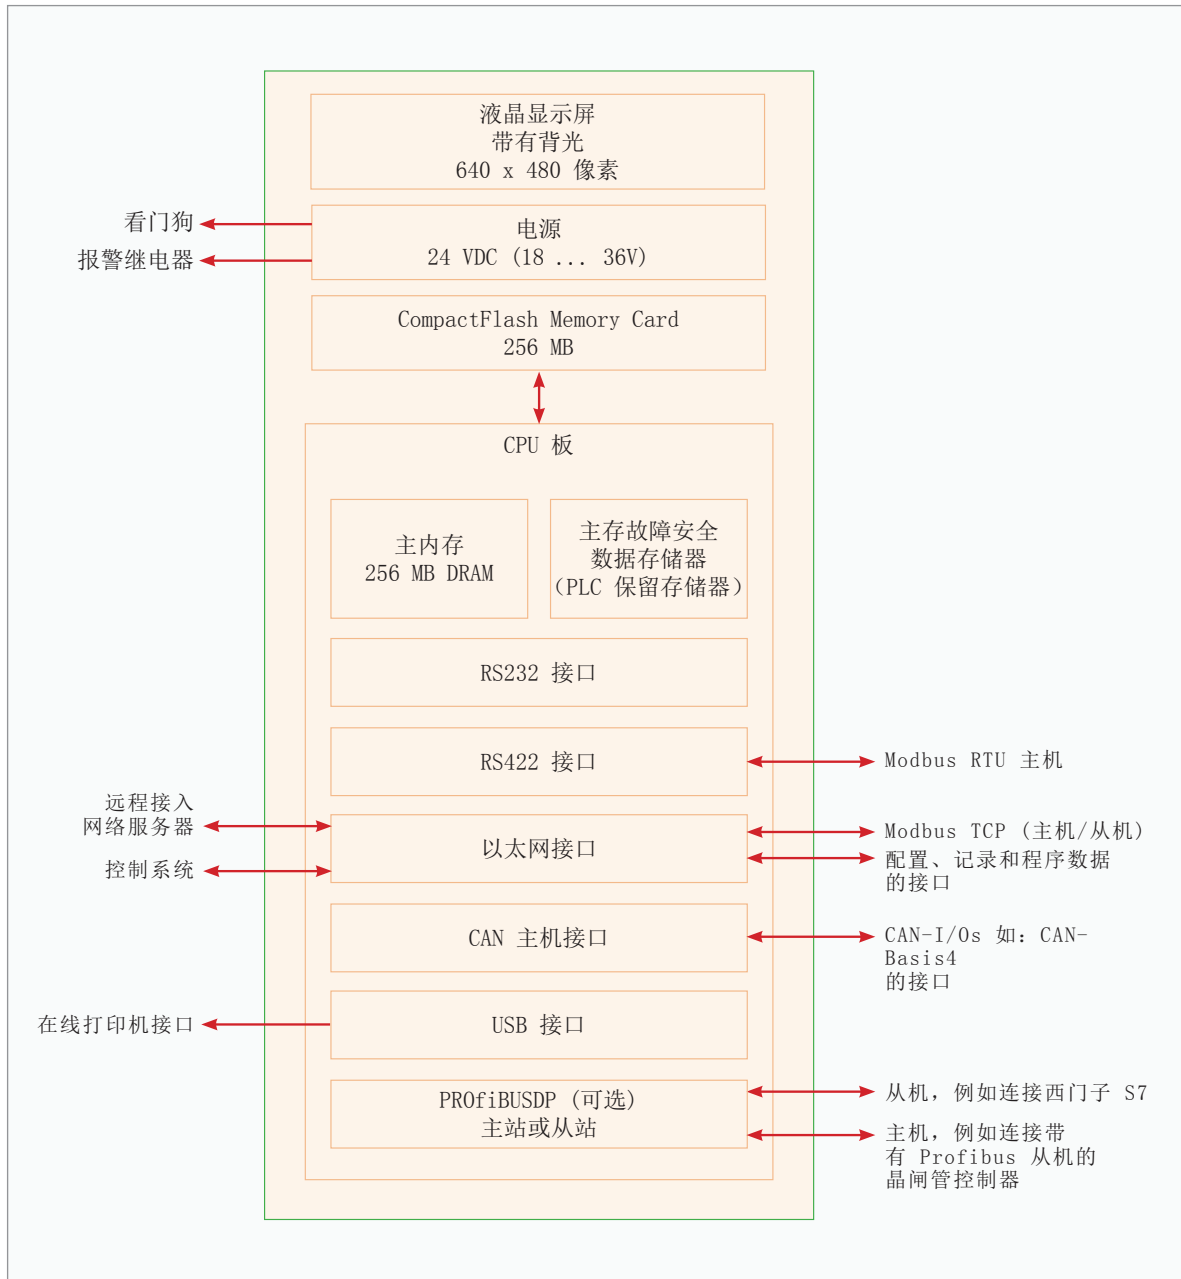 液晶显示屏
带有背光
640 x 480 像素
看门狗
报警继电器
电源
24 VDC (18 ... 36V)
CompactFlash Memory Card
256 MB
CPU 板
主内存
256 MB DRAM
主存故障安全
数据存储器
（PLC 保留存储器）
RS232 接口
RS422 接口
Modbus RTU 主机
远程接入
网络服务器
控制系统
以太网接口
Modbus TCP (主机/从机)
配置、记录和程序数据
的接口
CAN 主机接口
CAN-I/Os 如：CAN-
Basis4
的接口
在线打印机接口
USB 接口
PROfiBUSDP (可选)
主站或从站
从机，例如连接西门子 S7
主机，例如连接带
有 Profibus 从机的
晶闸管控制器